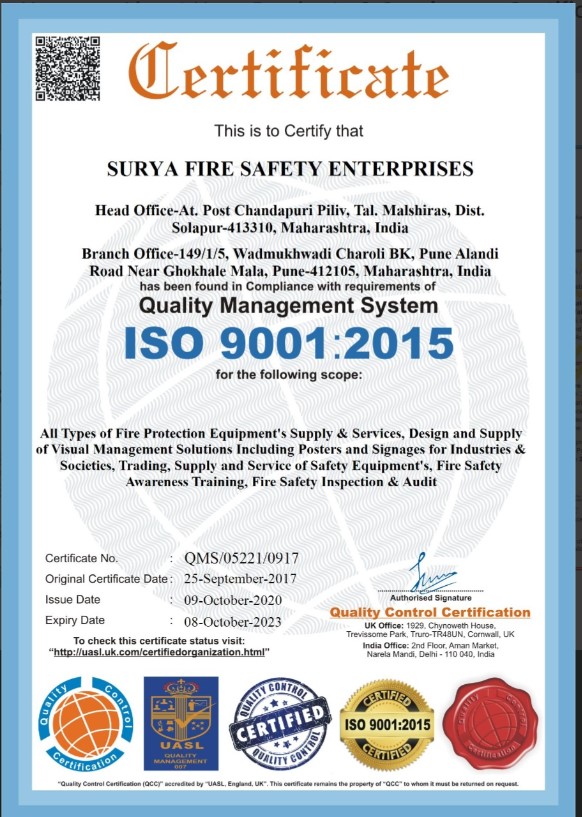 Certificate
This is to Certify that
SURYA FIRE SAFETY ENTERPRISES
Head Office-At. Post Chandapuri Piliv, Tal. Malshiras, Dist.
Solapur-413310, Maharashtra, India
Branch Office-149/1/5, Wadmukhwadi Charoli BK, Pune Alandi
Road Near Ghokhale Mala, Pune-412105, Maharashtra, India
has been found in Compliance with requirements of
Quality Management System
ISO 9001:2015
for the following scope:
All Types of Fire Protection Equipment's Supply & Services, Design and Supply
of Visual Management Solutions Including Posters and Signages for Industries &
Societies, Trading, Supply and Service of Safety Equipment's, Fire Safety
Awareness Training, Fire Safety Inspection & Audit
Certificate No. : QMS/05221/0917
Original Certificate Date : 25-September-2017
Issue Date : 09-October-2020
Expiry Date : 08-October-2023
To check this certificate status visit:
“http://uasl.uk.com/certifiedorganization.html”
Authorised Signature
Quality Control Certification
UK Office: 1929, Chynoweth House,
Trevissome Park, Truro-TR48UN, Cornwall, UK
India Office: 2nd Floor, Aman Market,
Narela Mandi, Delhi - 110 040, India
Quality Control Certification
UASL
QUALITY
MANAGEMENT
007
QUALITY CONTROL
CERTIFIED
QUALITY CONTROL
CERTIFIED
ISO 9001:2015
CERTIFIED
Quality Control
Certification
"Quality Control Certification (QCC)" accredited by "UASL, England, UK". This certificate remains the property of "QCC" to whom it must be returned on request.